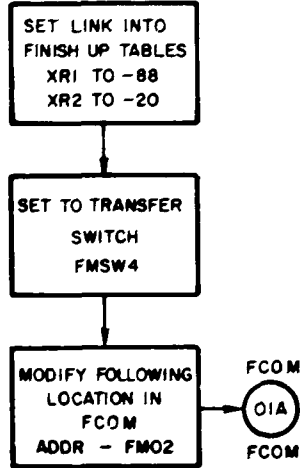 SET LINK INTO
FINISH UP TABLES
XR1 TO -88
XR2 TO -20
SET TO TRANSFER
SWITCH
FMSW4
MODIFY FOLLOWING
LOCATION IN
FCOM
ADDR - FM02
FCOM
01A
FCOM